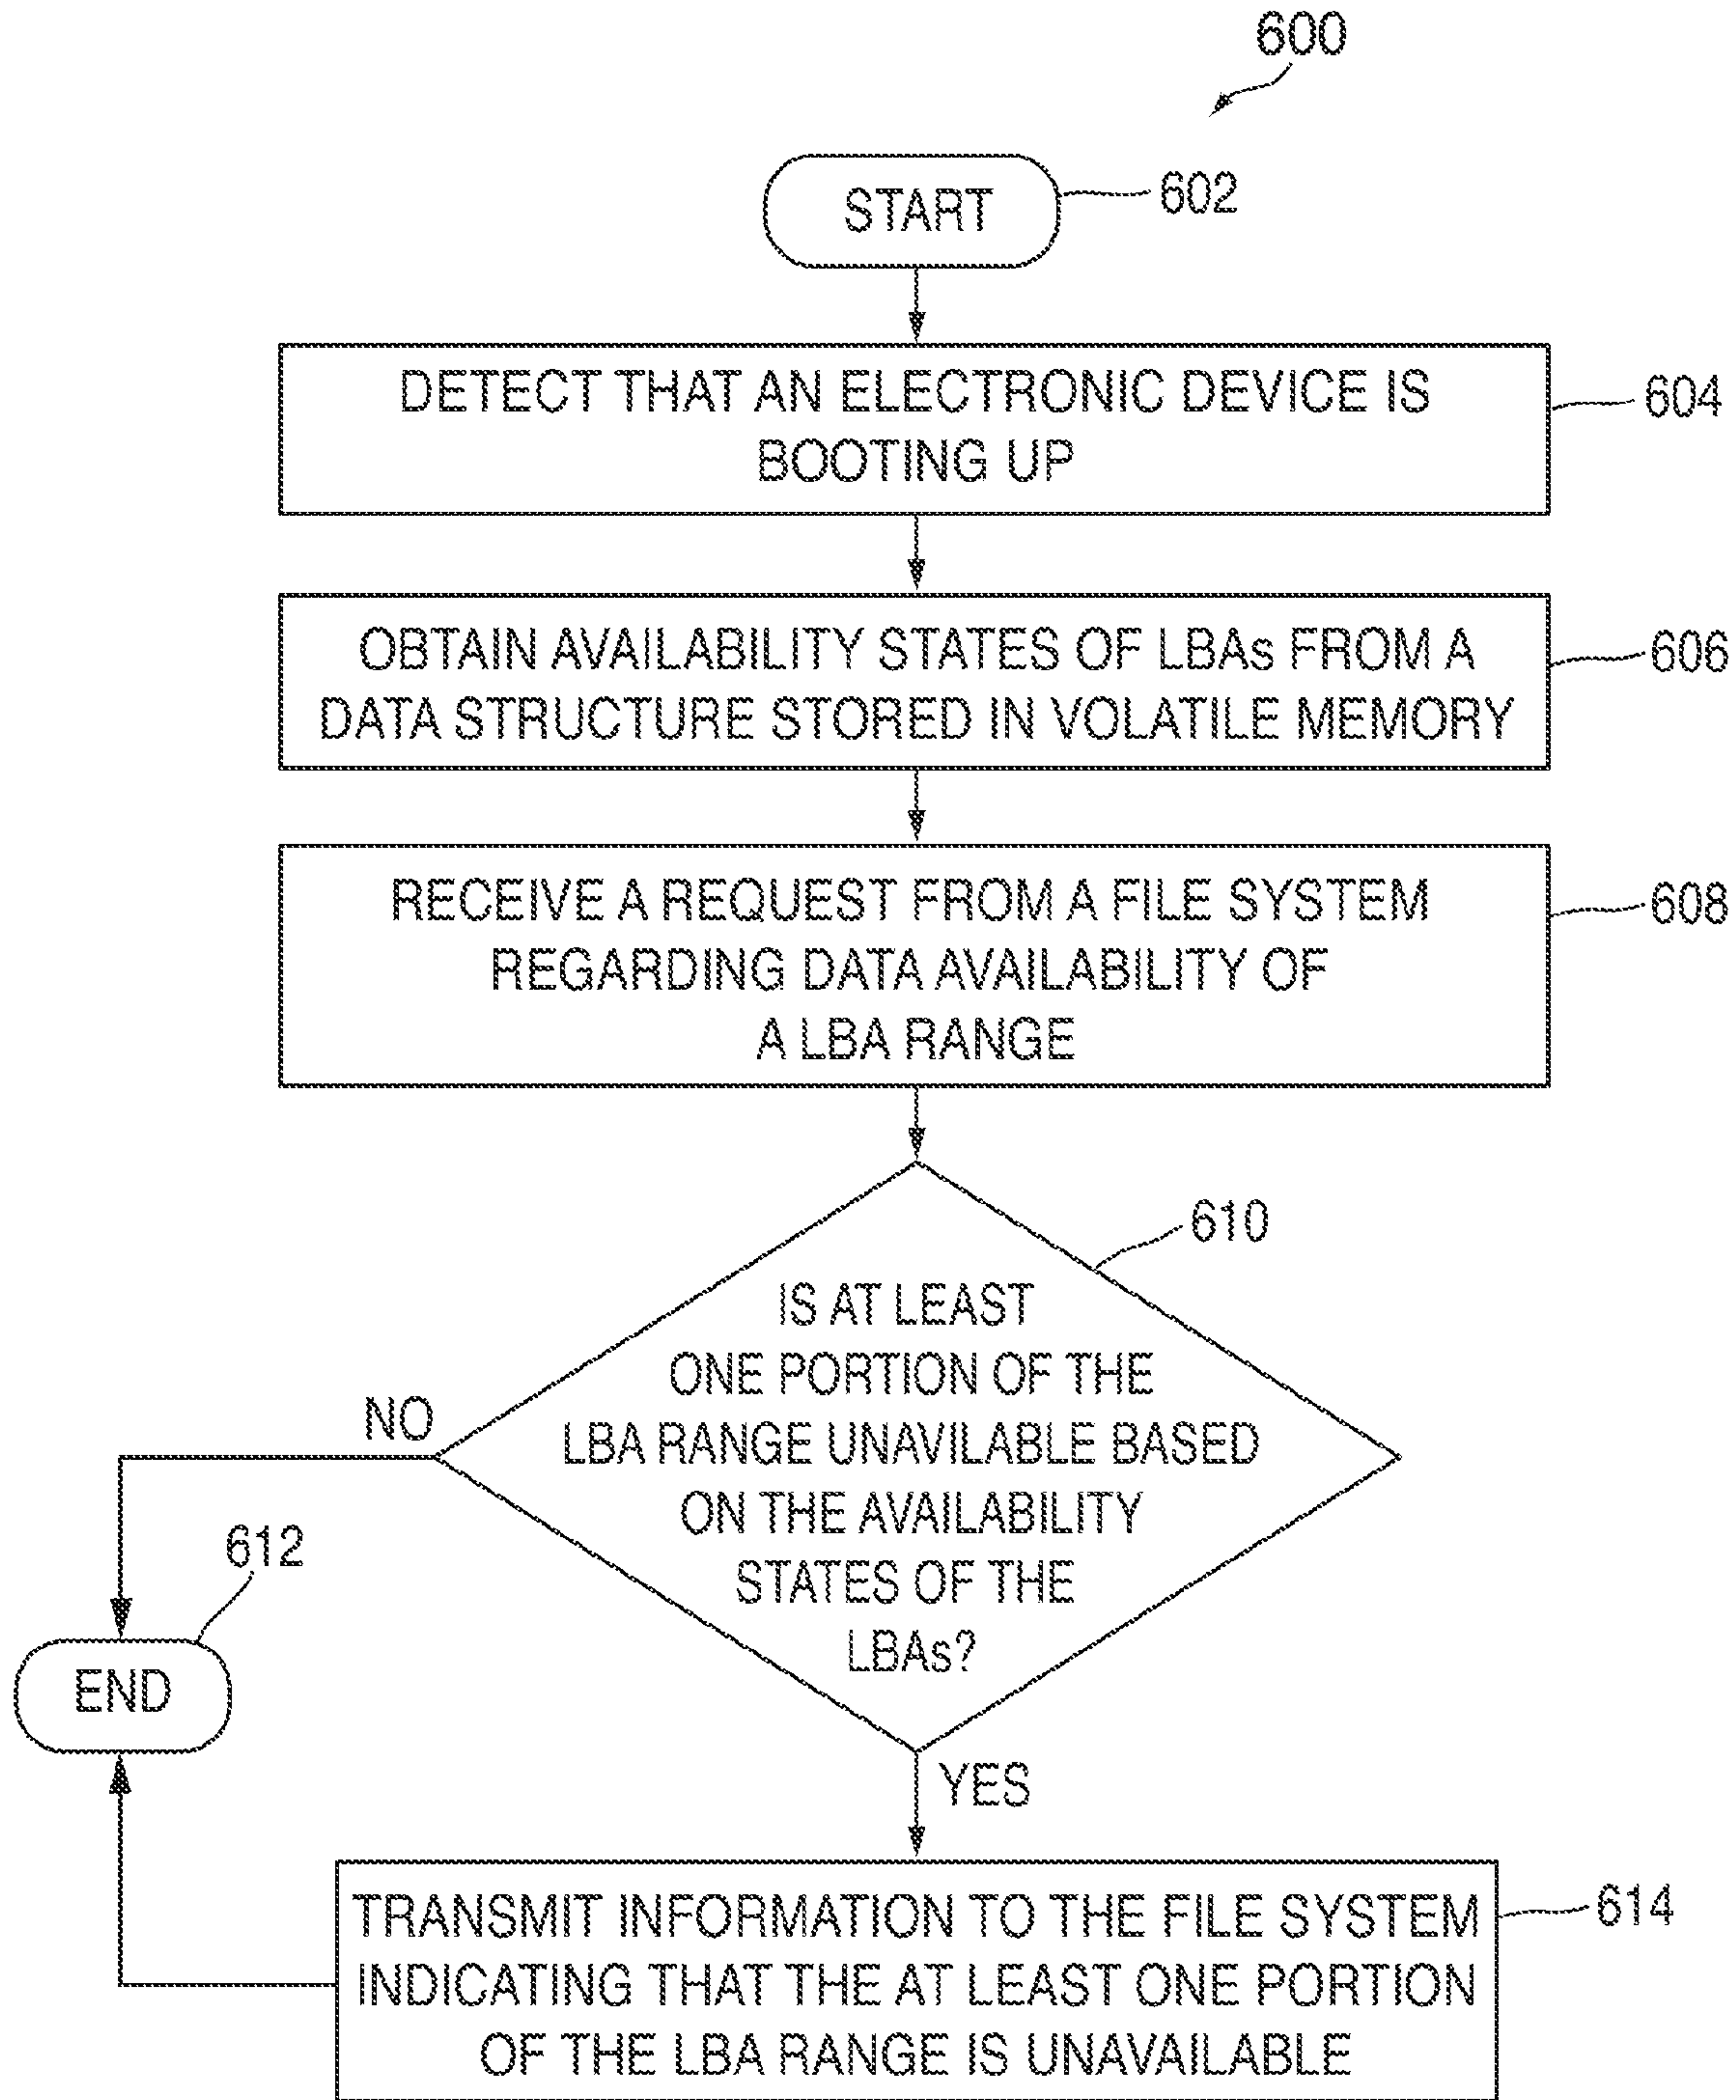 600
START
602
DETECT THAT AN ELECTRONIC DEVICE IS
BOOTING UP
604
OBTAIN AVAILABILITY STATES OF LBAs FROM A
DATA STRUCTURE STORED IN VOLATILE MEMORY
606
RECEIVE A REQUEST FROM A FILE SYSTEM
REGARDING DATA AVAILABILITY OF
A LBA RANGE
608
610
IS AT LEAST
ONE PORTION OF THE
LBA RANGE UNAVILABLE BASED
ON THE AVAILABILITY
STATES OF THE
LBAs?
NO
612
END
YES
TRANSMIT INFORMATION TO THE FILE SYSTEM
INDICATING THAT THE AT LEAST ONE PORTION
OF THE LBA RANGE IS UNAVAILABLE
614